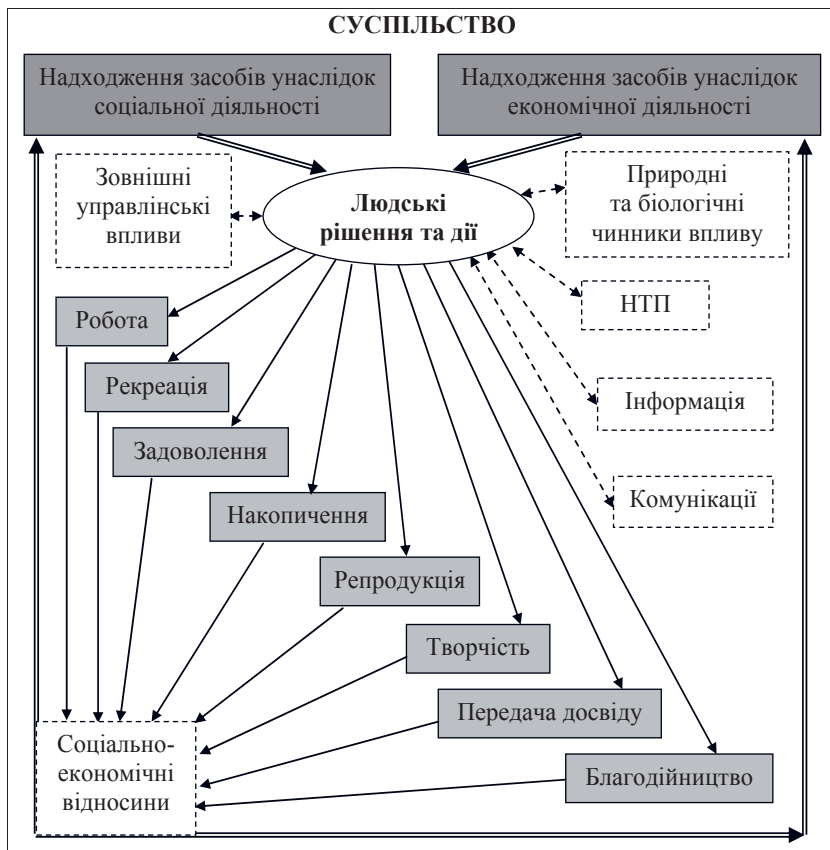 СУСПІЛЬСТВО
Надходження засобів унаслідок
соціальної діяльності
Надходження засобів унаслідок
економічної діяльності
Зовнішні
управлінські
впливи
Людські
рішення та дії
Природні
та біологічні
чинники впливу
НТП
Робота
Рекреація
Інформація
Задоволення
Комунікації
Накопичення
Репродукція
Творчість
Передача досвіду
Соціально-
економічні
відносини
Благодійництво